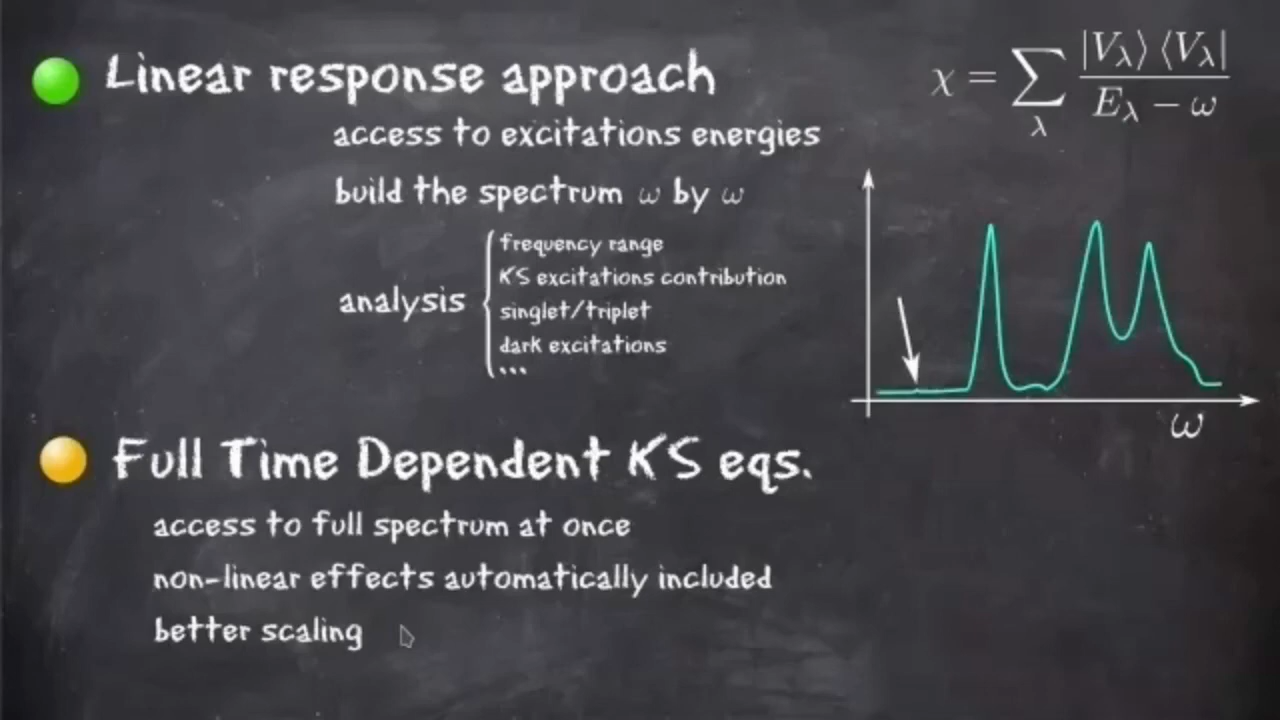 Linear response approach
χ = ∑_λ |V_λ⟩ ⟨V_λ| / (E_λ − ω)
access to excitations energies
build the spectrum ω by ω
analysis
frequency range
KS excitations contribution
singlet/triplet
dark excitations
...
ω
Full Time Dependent KS eqs.
access to full spectrum at once
non-linear effects automatically included
better scaling